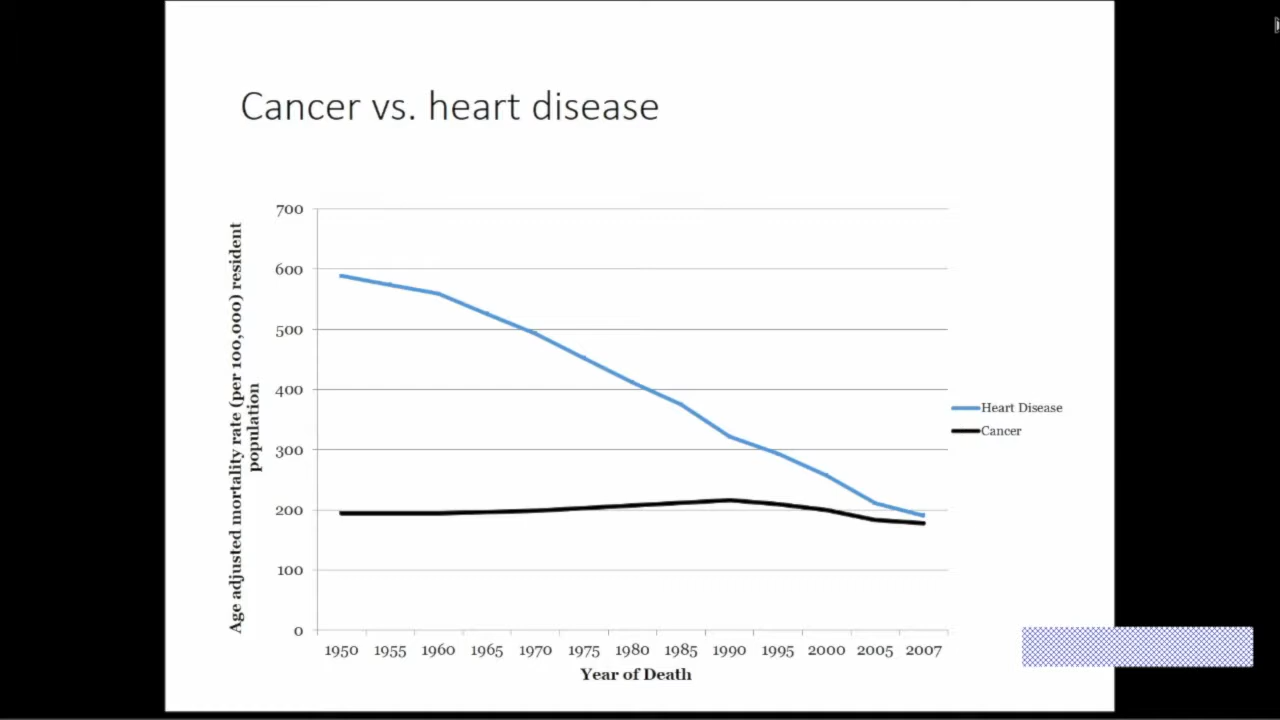 Cancer vs. heart disease
Age adjusted mortality rate (per 100,000) resident
population
700
600
500
400
300
200
100
0
1950 1955 1960 1965 1970 1975 1980 1985 1990 1995 2000 2005 2007
Year of Death
Heart Disease
Cancer